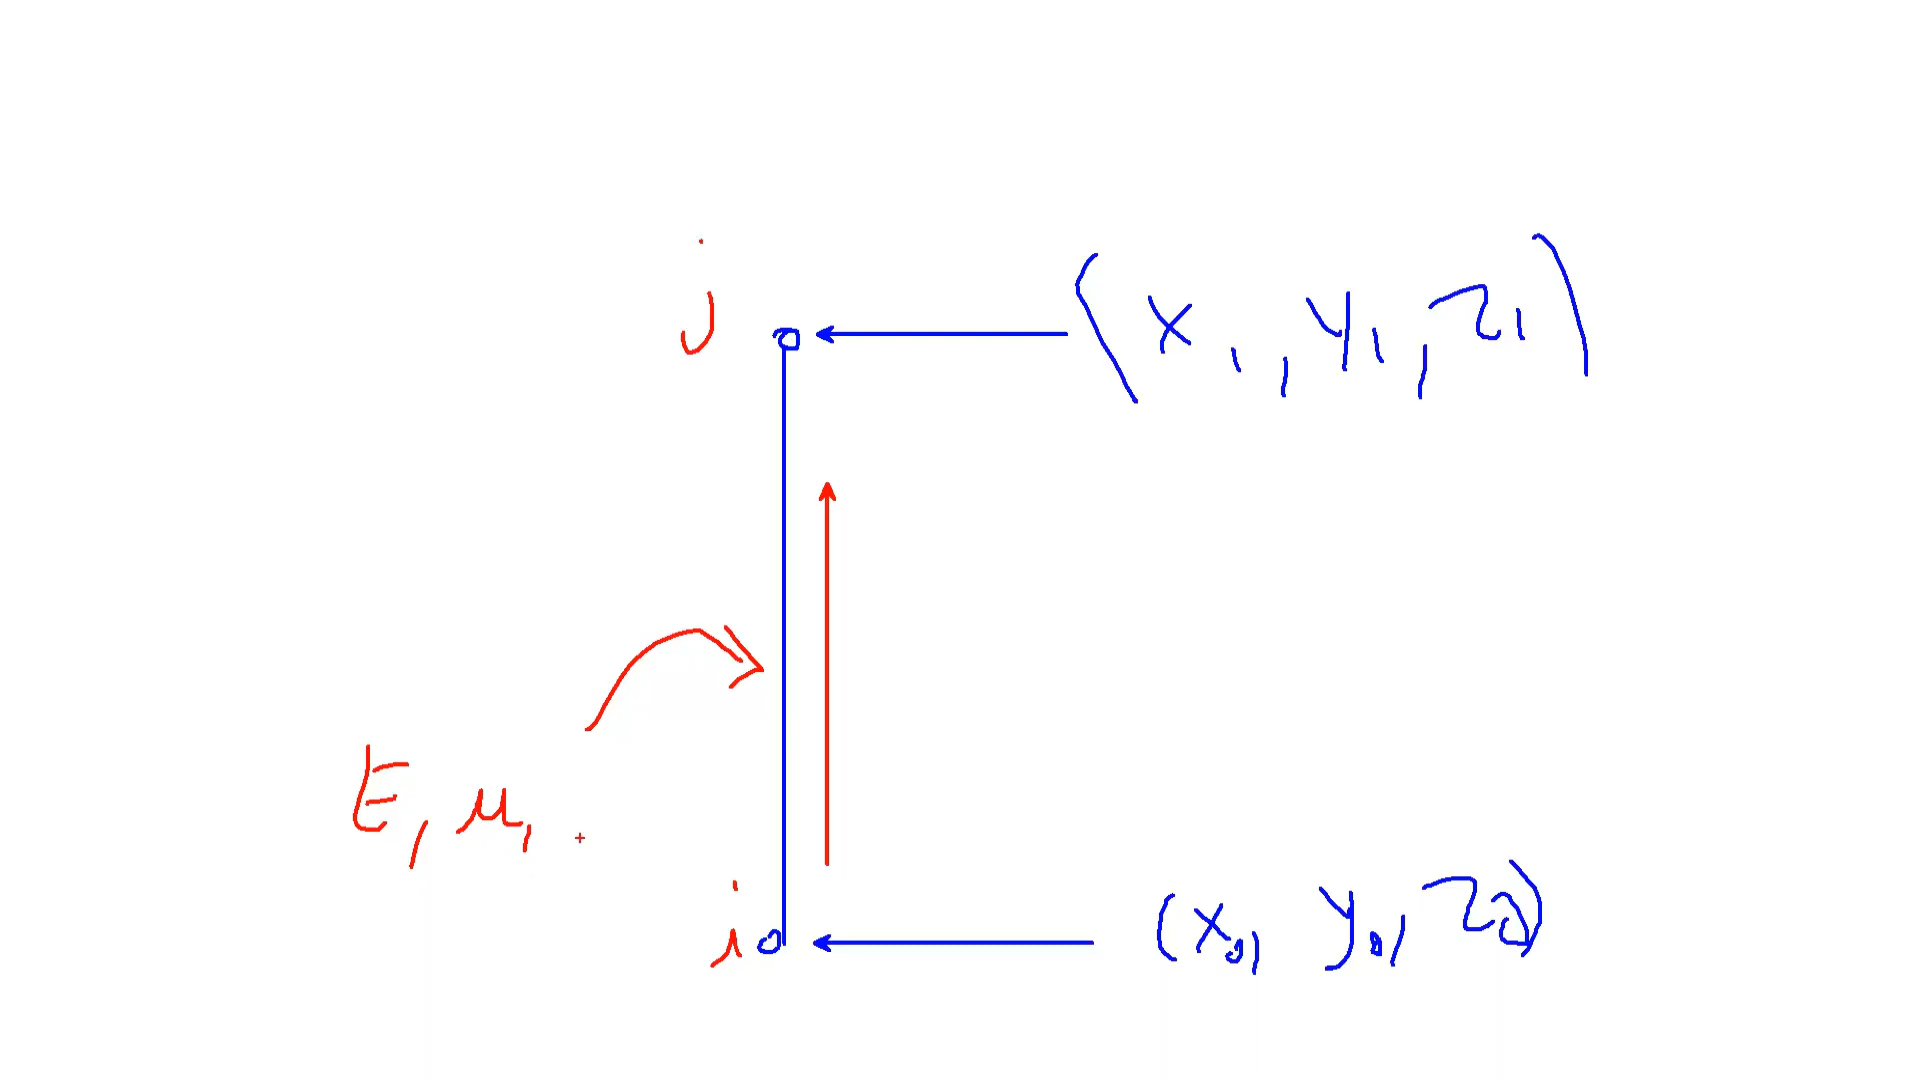 j
(x₁, y₁, z₁)
E, μ,
i
(x₀, y₀, z₀)